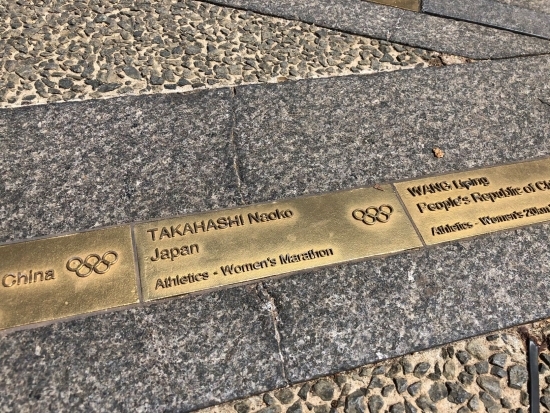 China
TAKAHASHI Naoko
Japan
Athletics - Women's Marathon
WANG Liping
People's Republic of
Athletics - Women's